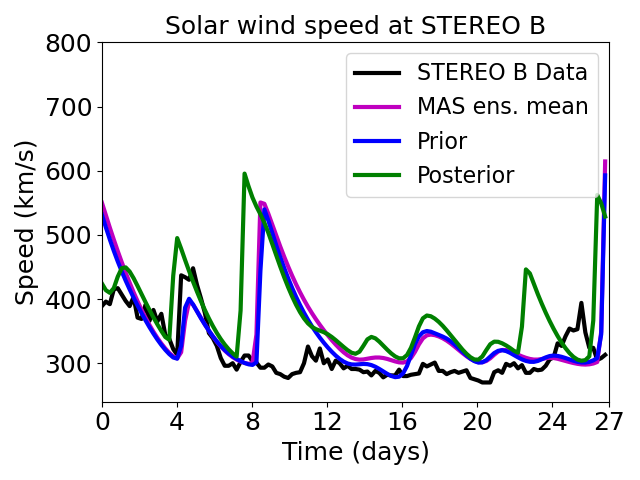 Solar wind speed at STEREO B
800
700
600
500
400
300
Speed (km/s)
STEREO B Data
MAS ens. mean
Prior
Posterior
0 4 8 12 16 20 24 27
Time (days)